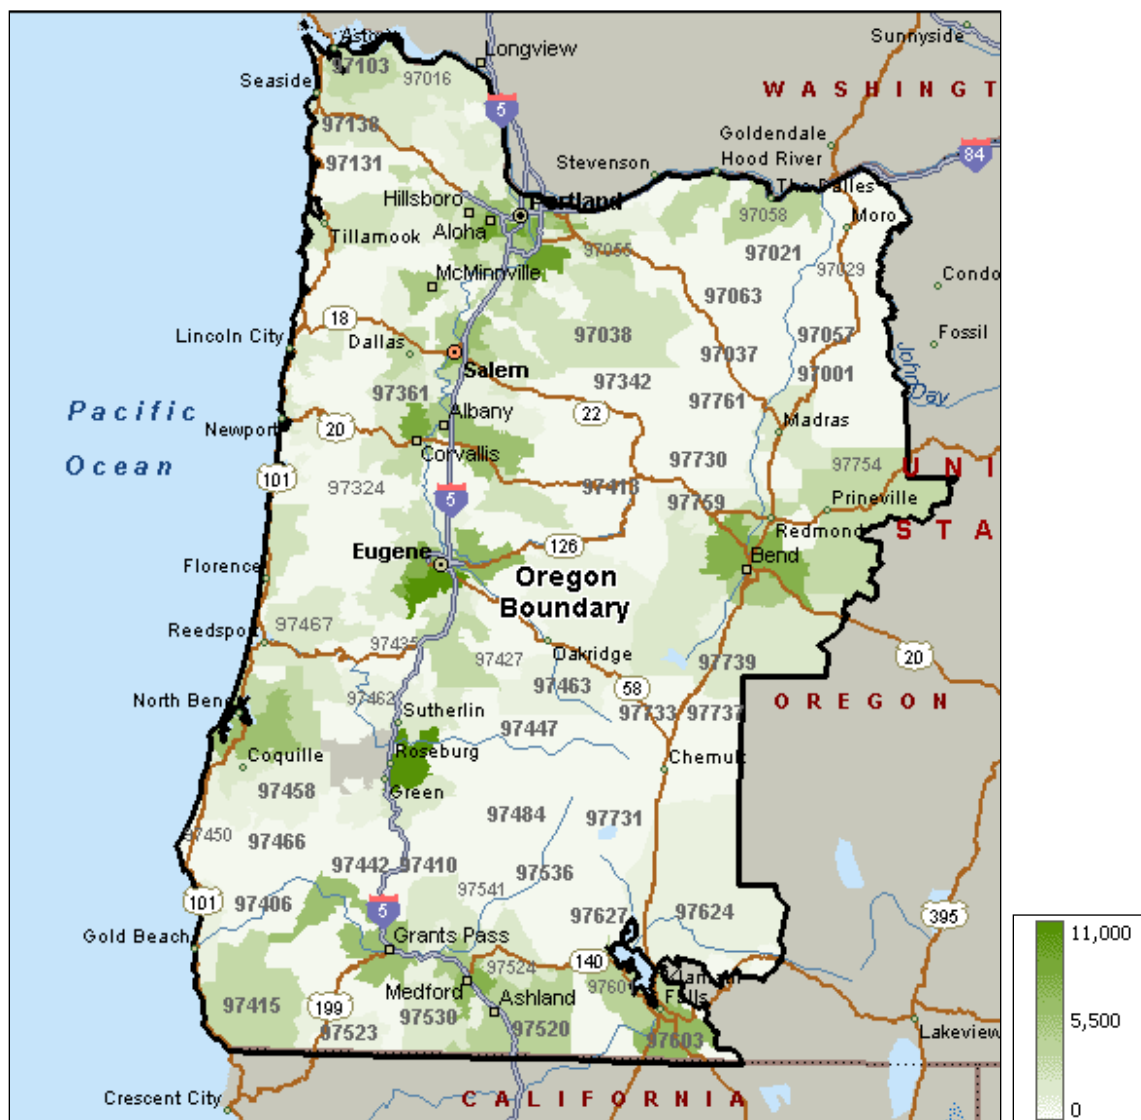 Longview
Sunnyside
97103
97016
Seaside
5
W A S H I N G T
97138
Goldendale
Stevenson
Hood River
84
97131
The Dalles
Hillsboro
Portland
97058
Moro
Aloha
Tillamook
97055
97021
97029
McMinnville
Condo
97063
18
Lincoln City
Dallas
97038
97057
Fossil
Salem
97037
97342
97001
John Day
97361
Pacific
Albany
22
97761
Newport
20
Madras
Corvallis
Ocean
97730
97754
U N I
101
97324
5
97413
97759
Prineville
Redmond
S T A
Eugene
126
Bend
Florence
Oregon
Boundary
97467
Reedsport
97435
97427
Oakridge
20
97739
97463
58
North Bend
97462
Sutherlin
97733
97737
O R E G O N
97447
Coquille
Roseburg
Chemult
97458
Green
97484
97731
97450
97466
97442
97410
97536
97541
101
97406
5
97627
97624
395
Gold Beach
Grants Pass
11,000
97524
140
Klamath
Falls
Medford
Ashland
97415
199
97530
97523
97520
97603
5,500
Lakeview
0
Crescent City
C A L I F O R N I A